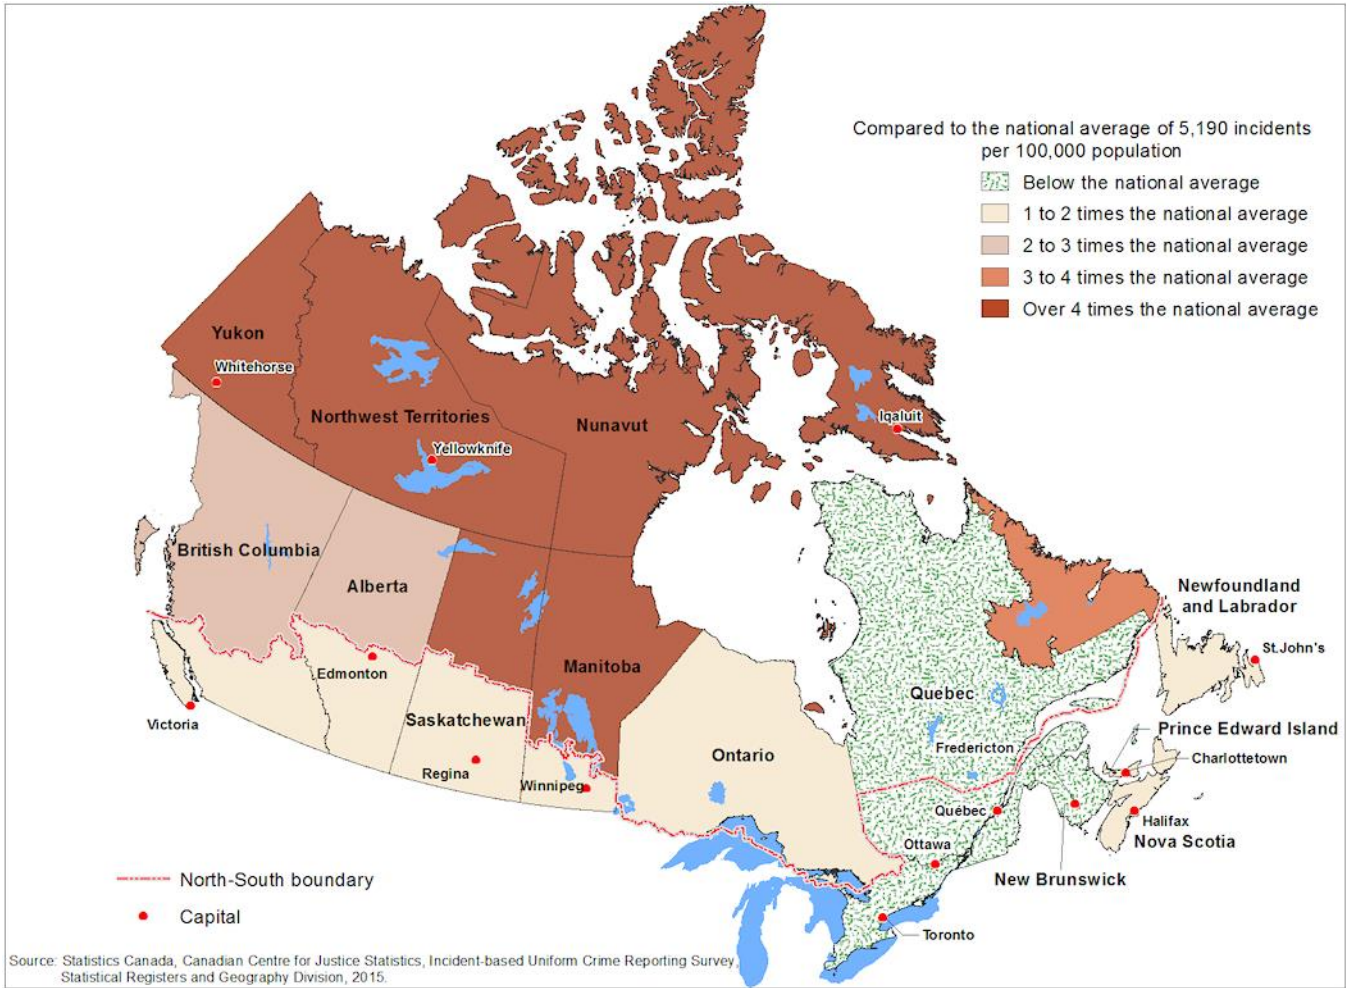 Compared to the national average of 5,190 incidents
per 100,000 population
Below the national average
1 to 2 times the national average
2 to 3 times the national average
3 to 4 times the national average
Over 4 times the national average
Yukon
Whitehorse
Northwest Territories
Yellowknife
Nunavut
Iqaluit
British Columbia
Alberta
Newfoundland
and Labrador
St.John's
Manitoba
Edmonton
Victoria
Saskatchewan
Regina
Winnipeg
Ontario
Quebec
Fredericton
Prince Edward Island
Charlottetown
Québec
Halifax
Nova Scotia
Ottawa
New Brunswick
Toronto
North-South boundary
Capital
Source: Statistics Canada, Canadian Centre for Justice Statistics, Incident-based Uniform Crime Reporting Survey,
Statistical Registers and Geography Division, 2015.